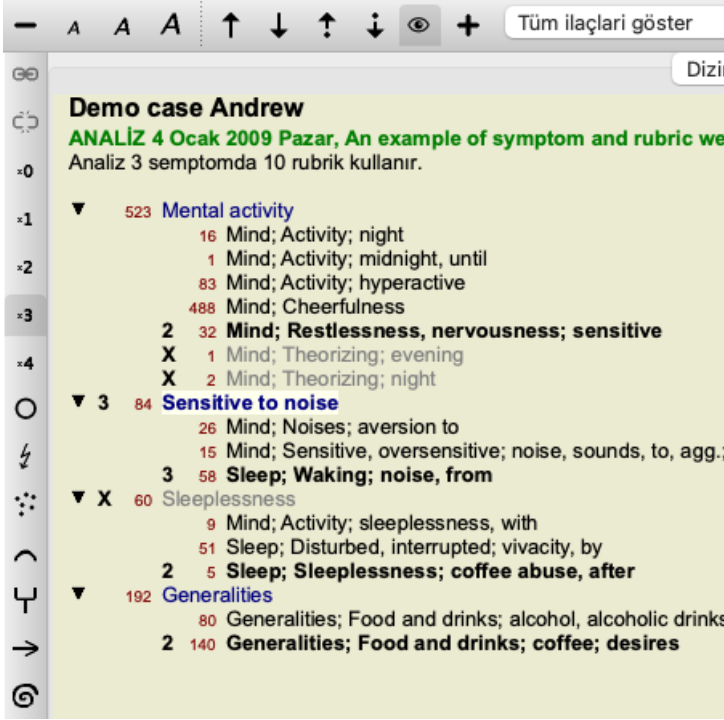 A A A Tüm ilaçlari göster
Demo case Andrew
ANALİZ 4 Ocak 2009 Pazar, An example of symptom and rubric
Analiz 3 semptomda 10 rubrik kullanır.
×0
×1
×2
×3
×4
523 Mental activity
16 Mind; Activity; night
1 Mind; Activity; midnight, until
83 Mind; Activity; hyperactive
488 Mind; Cheerfulness
2 32 Mind; Restlessness, nervousness; sensitive
X 1 Mind; Theorizing; evening
X 2 Mind; Theorizing; night
3 84 Sensitive to noise
26 Mind; Noises; aversion to
15 Mind; Sensitive, oversensitive; noise, sounds, to, agg.;
3 58 Sleep; Waking; noise, from
X 60 Sleeplessness
9 Mind; Activity; sleeplessness, with
51 Sleep; Disturbed, interrupted; vivacity, by
2 5 Sleep; Sleeplessness; coffee abuse, after
192 Generalities
80 Generalities; Food and drinks; alcohol, alcoholic drinks
2 140 Generalities; Food and drinks; coffee; desires